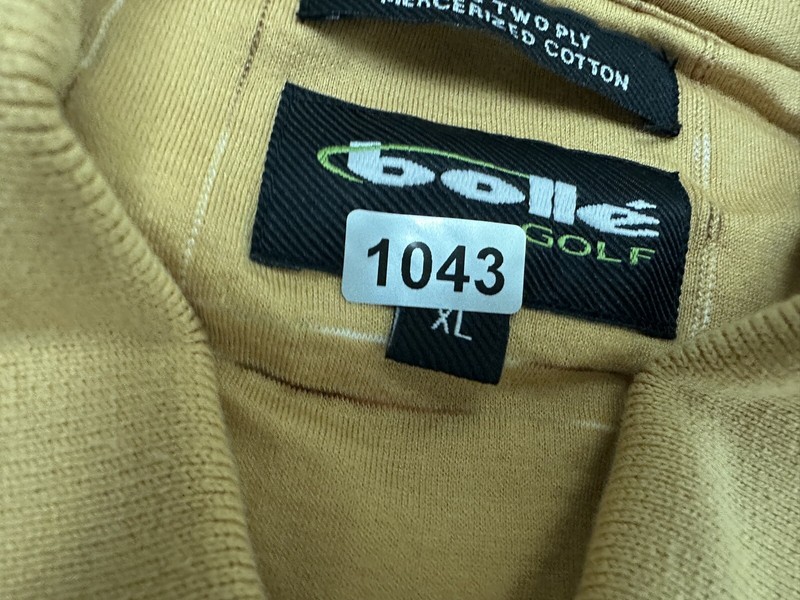 TWO PLY
MERCERIZED COTTON
bollé
GOLF
1043
XL